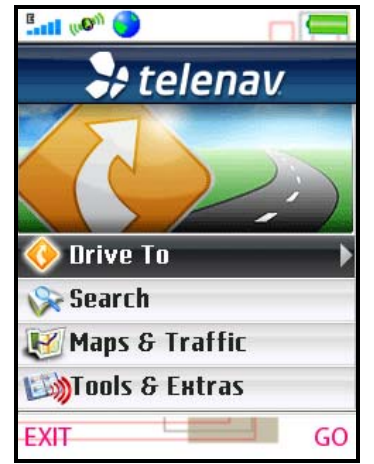 E
telenav
Drive To
Search
Maps & Traffic
Tools & Extras
EXIT GO